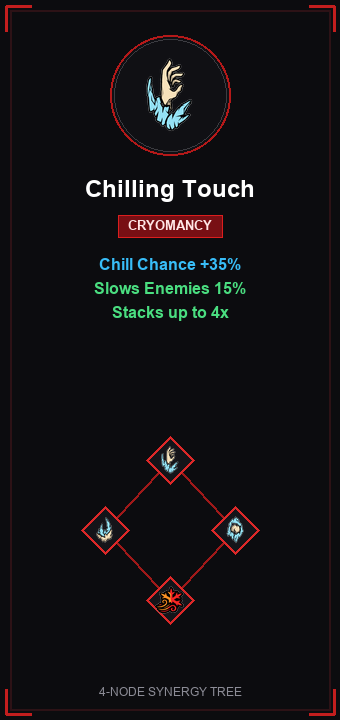 Chilling Touch
CRYOMANCY
Chill Chance +35%
Slows Enemies 15%
Stacks up to 4x
4-NODE SYNERGY TREE